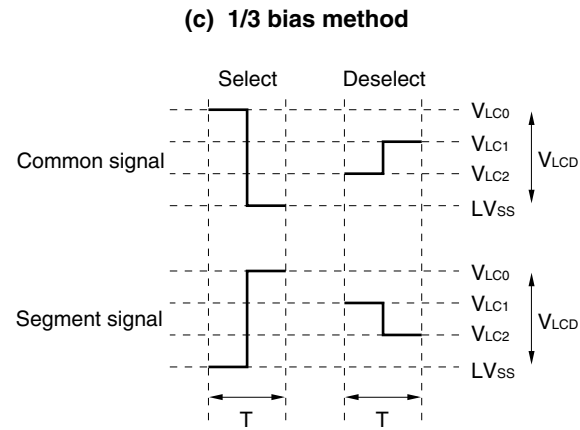 (c) 1/3 bias method
Select Deselect
VLC0
Common signal
VLC1
VLC2
VLCD
LVSS
VLC0
Segment signal
VLC1
VLC2
VLCD
LVSS
T T